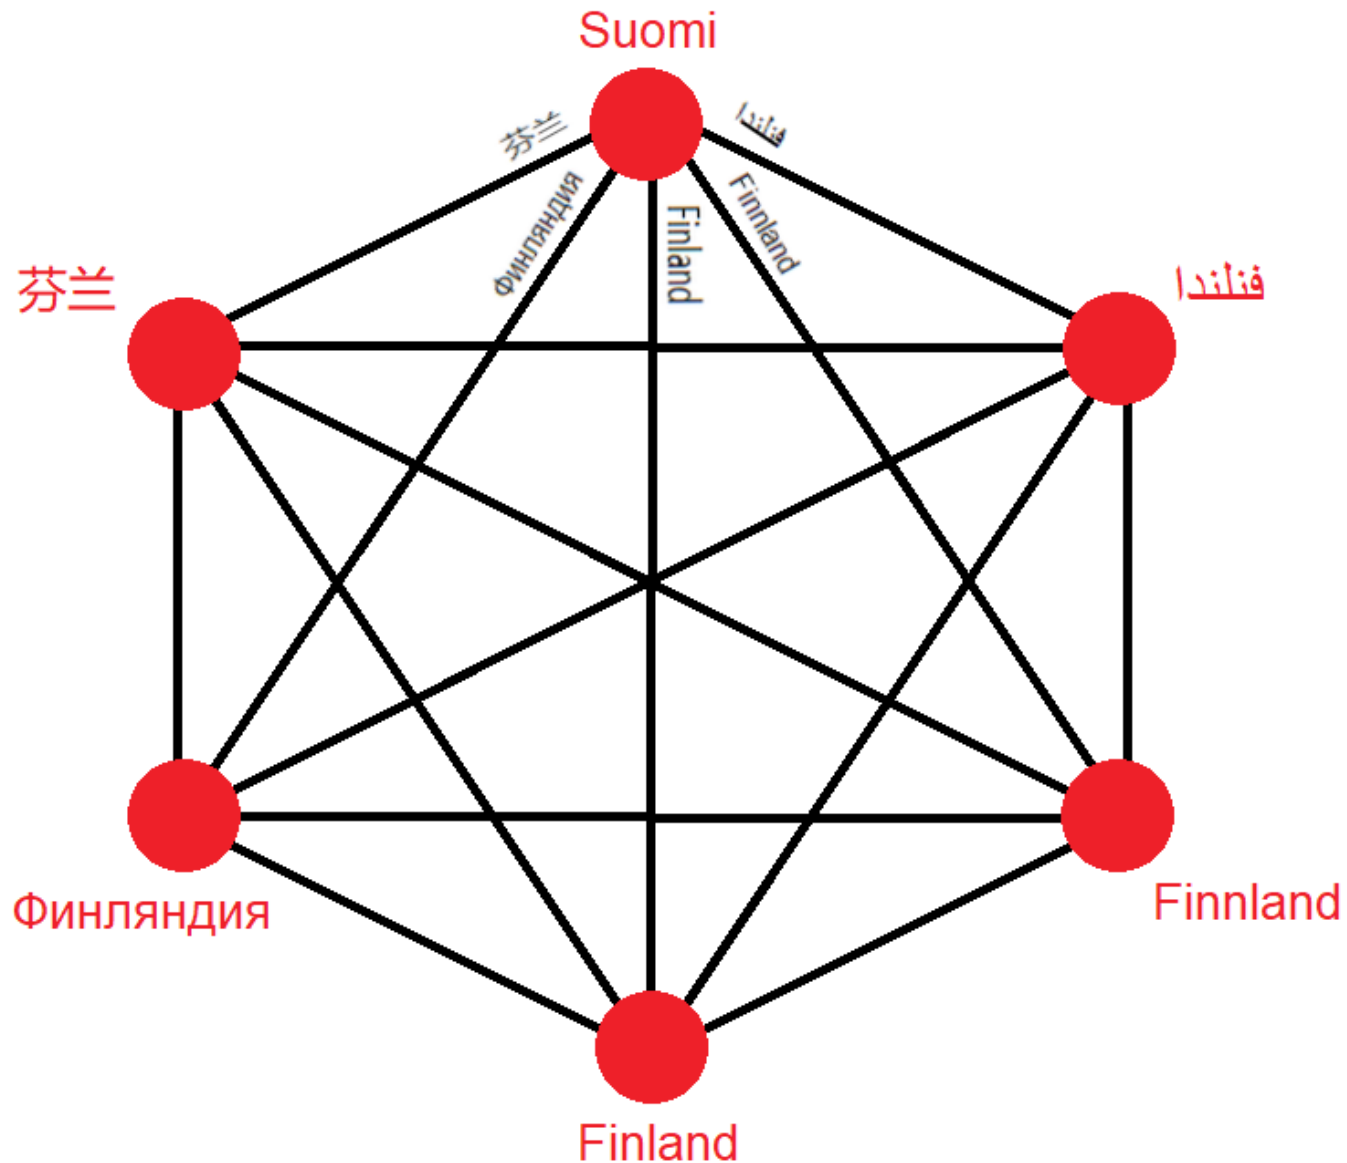 Suomi
芬兰
فنلندا
Финляндия
Finland
Finnland
芬兰
فنلندا
Финляндия
Finnland
Finland